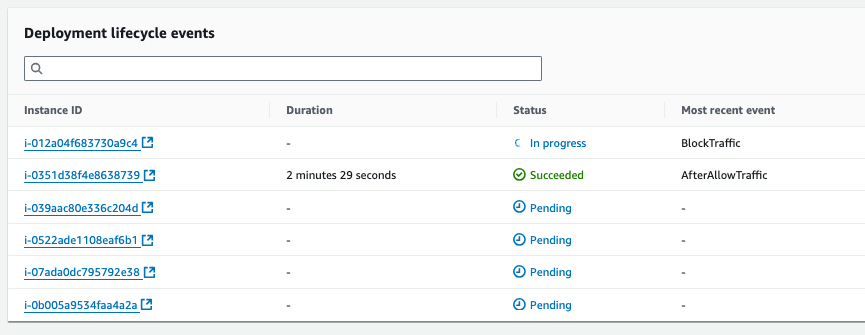 Deployment lifecycle events
Instance ID Duration Status Most recent event
i-012a04f683730a9c4 - In progress BlockTraffic
i-0351d38f4e8638739 2 minutes 29 seconds Succeeded AfterAllowTraffic
i-039aac80e336c204d - Pending -
i-0522ade1108eaf6b1 - Pending -
i-07ada0dc795792e38 - Pending -
i-0b005a9534faa4a2a - Pending -